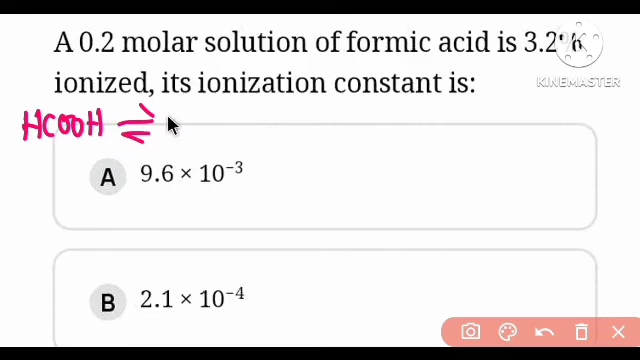 A 0.2 molar solution of formic acid is 3.2%
KINEMASTER
ionized, its ionization constant is:
HCOOH ⇌
A 9.6 × 10⁻³
B 2.1 × 10⁻⁴